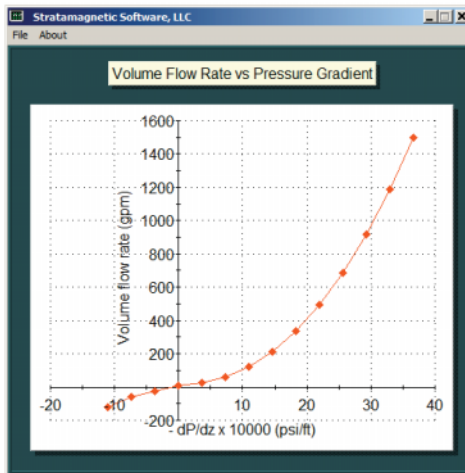 Stratamagnetic Software, LLC
File About
Volume Flow Rate vs Pressure Gradient
1600
1400
1200
1000
800
600
400
200
-20 -10 0 10 20 30 40
-200
Volume flow rate (gpm)
- dP/dz x 10000 (psi/ft)